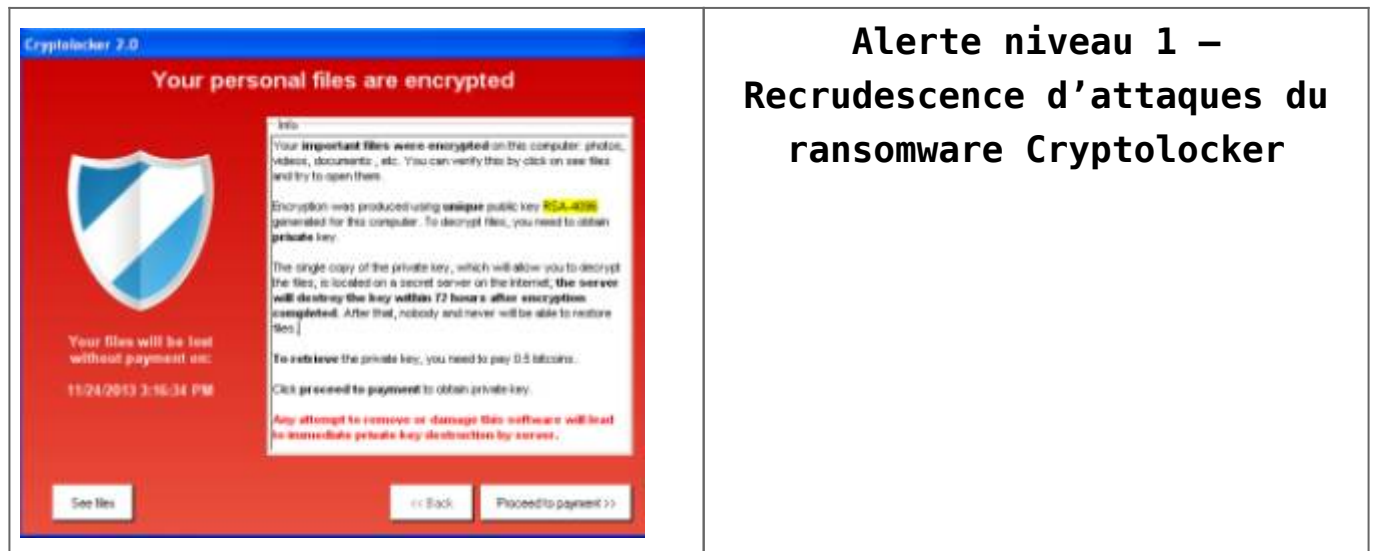 Cryptolocker 2.0
Your personal files are encrypted
Info
Your important files were encrypted on this computer: photos,
videos, documents , etc. You can verify this by click on see files
and try to open them.
Encryption was produced using unique public key RSA-4096
generated for this computer. To decrypt files, you need to obtain
private key.
The single copy of the private key, which will allow you to decrypt
the files, is located on a secret server on the Internet; the server
will destroy the key within 72 hours after encryption
completed. After that, nobody and never will be able to restore
files.
To retrieve the private key, you need to pay 0.5 bitcoins.
Click proceed to payment to obtain private key.
Any attempt to remove or damage this software will lead
to immediate private key destruction by server.
Your files will be lost
without payment on:
11/24/2013 3:16:34 PM
See files
<< Back
Proceed to payment >>
Alerte niveau 1 –
Recrudescence d’attaques du
ransomware Cryptolocker